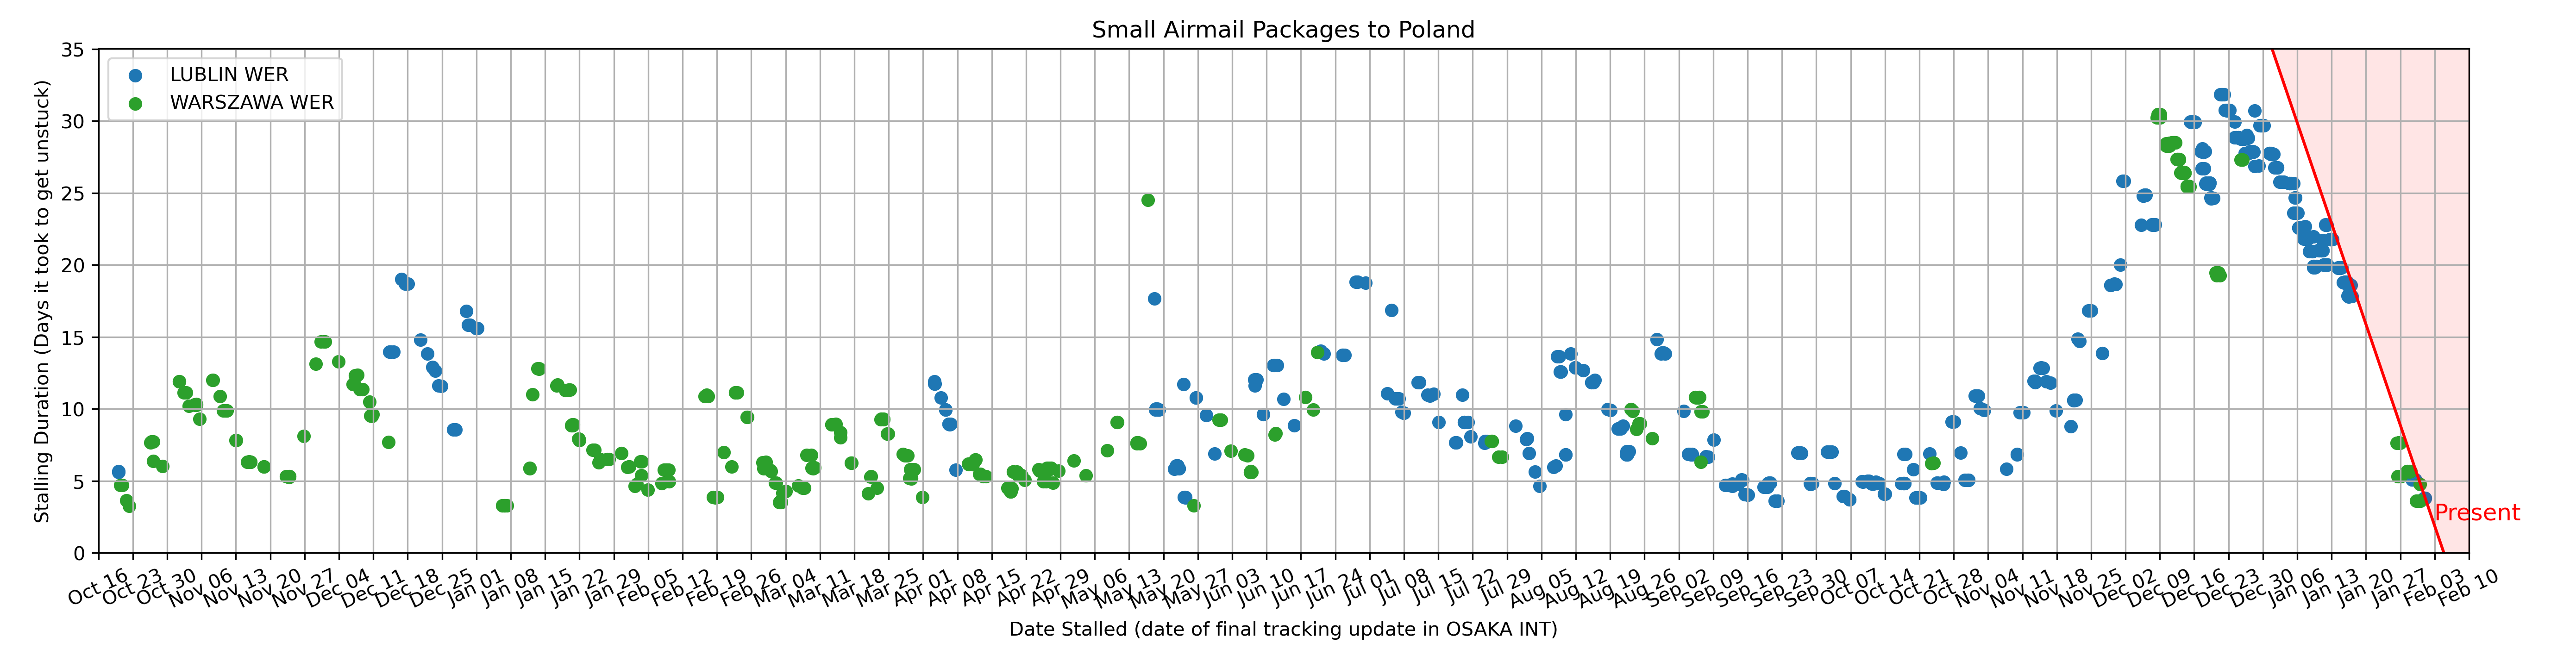 Small Airmail Packages to Poland
LUBLIN WER
WARSZAWA WER
Stalling Duration (Days it took to get unstuck)
35
30
25
20
15
10
5
0
Present
Oct 16 Oct 23 Oct 30 Nov 06 Nov 13 Nov 20 Nov 27 Dec 04 Dec 11 Dec 18 Dec 25 Jan 01 Jan 08 Jan 15 Jan 22 Jan 29 Feb 05 Feb 12 Feb 19 Feb 26 Mar 04 Mar 11 Mar 18 Mar 25 Apr 01 Apr 08 Apr 15 Apr 22 Apr 29 May 06 May 13 May 20 May 27 Jun 03 Jun 10 Jun 17 Jun 24 Jul 01 Jul 08 Jul 15 Jul 22 Jul 29 Aug 05 Aug 12 Aug 19 Aug 26 Sep 02 Sep 09 Sep 16 Sep 23 Sep 30 Oct 07 Oct 14 Oct 21 Oct 28 Nov 04 Nov 11 Nov 18 Nov 25 Dec 02 Dec 09 Dec 16 Dec 23 Dec 30 Jan 06 Jan 13 Jan 20 Jan 27 Feb 03 Feb 10
Date Stalled (date of final tracking update in OSAKA INT)